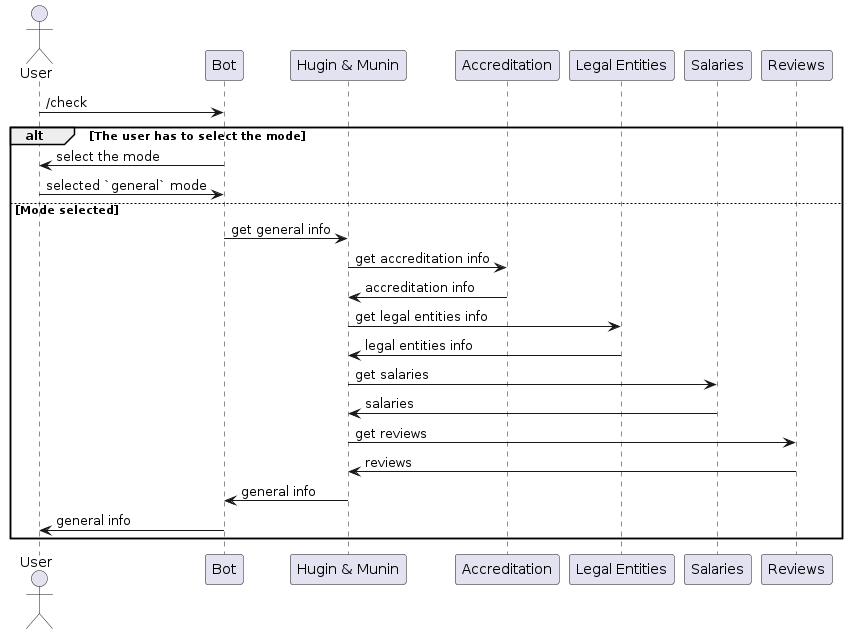 User
Bot
Hugin & Munin
Accreditation
Legal Entities
Salaries
Reviews
/check
alt
[The user has to select the mode]
select the mode
selected `general` mode
[Mode selected]
get general info
get accreditation info
accreditation info
get legal entities info
legal entities info
get salaries
salaries
get reviews
reviews
general info
general info
User
Bot
Hugin & Munin
Accreditation
Legal Entities
Salaries
Reviews